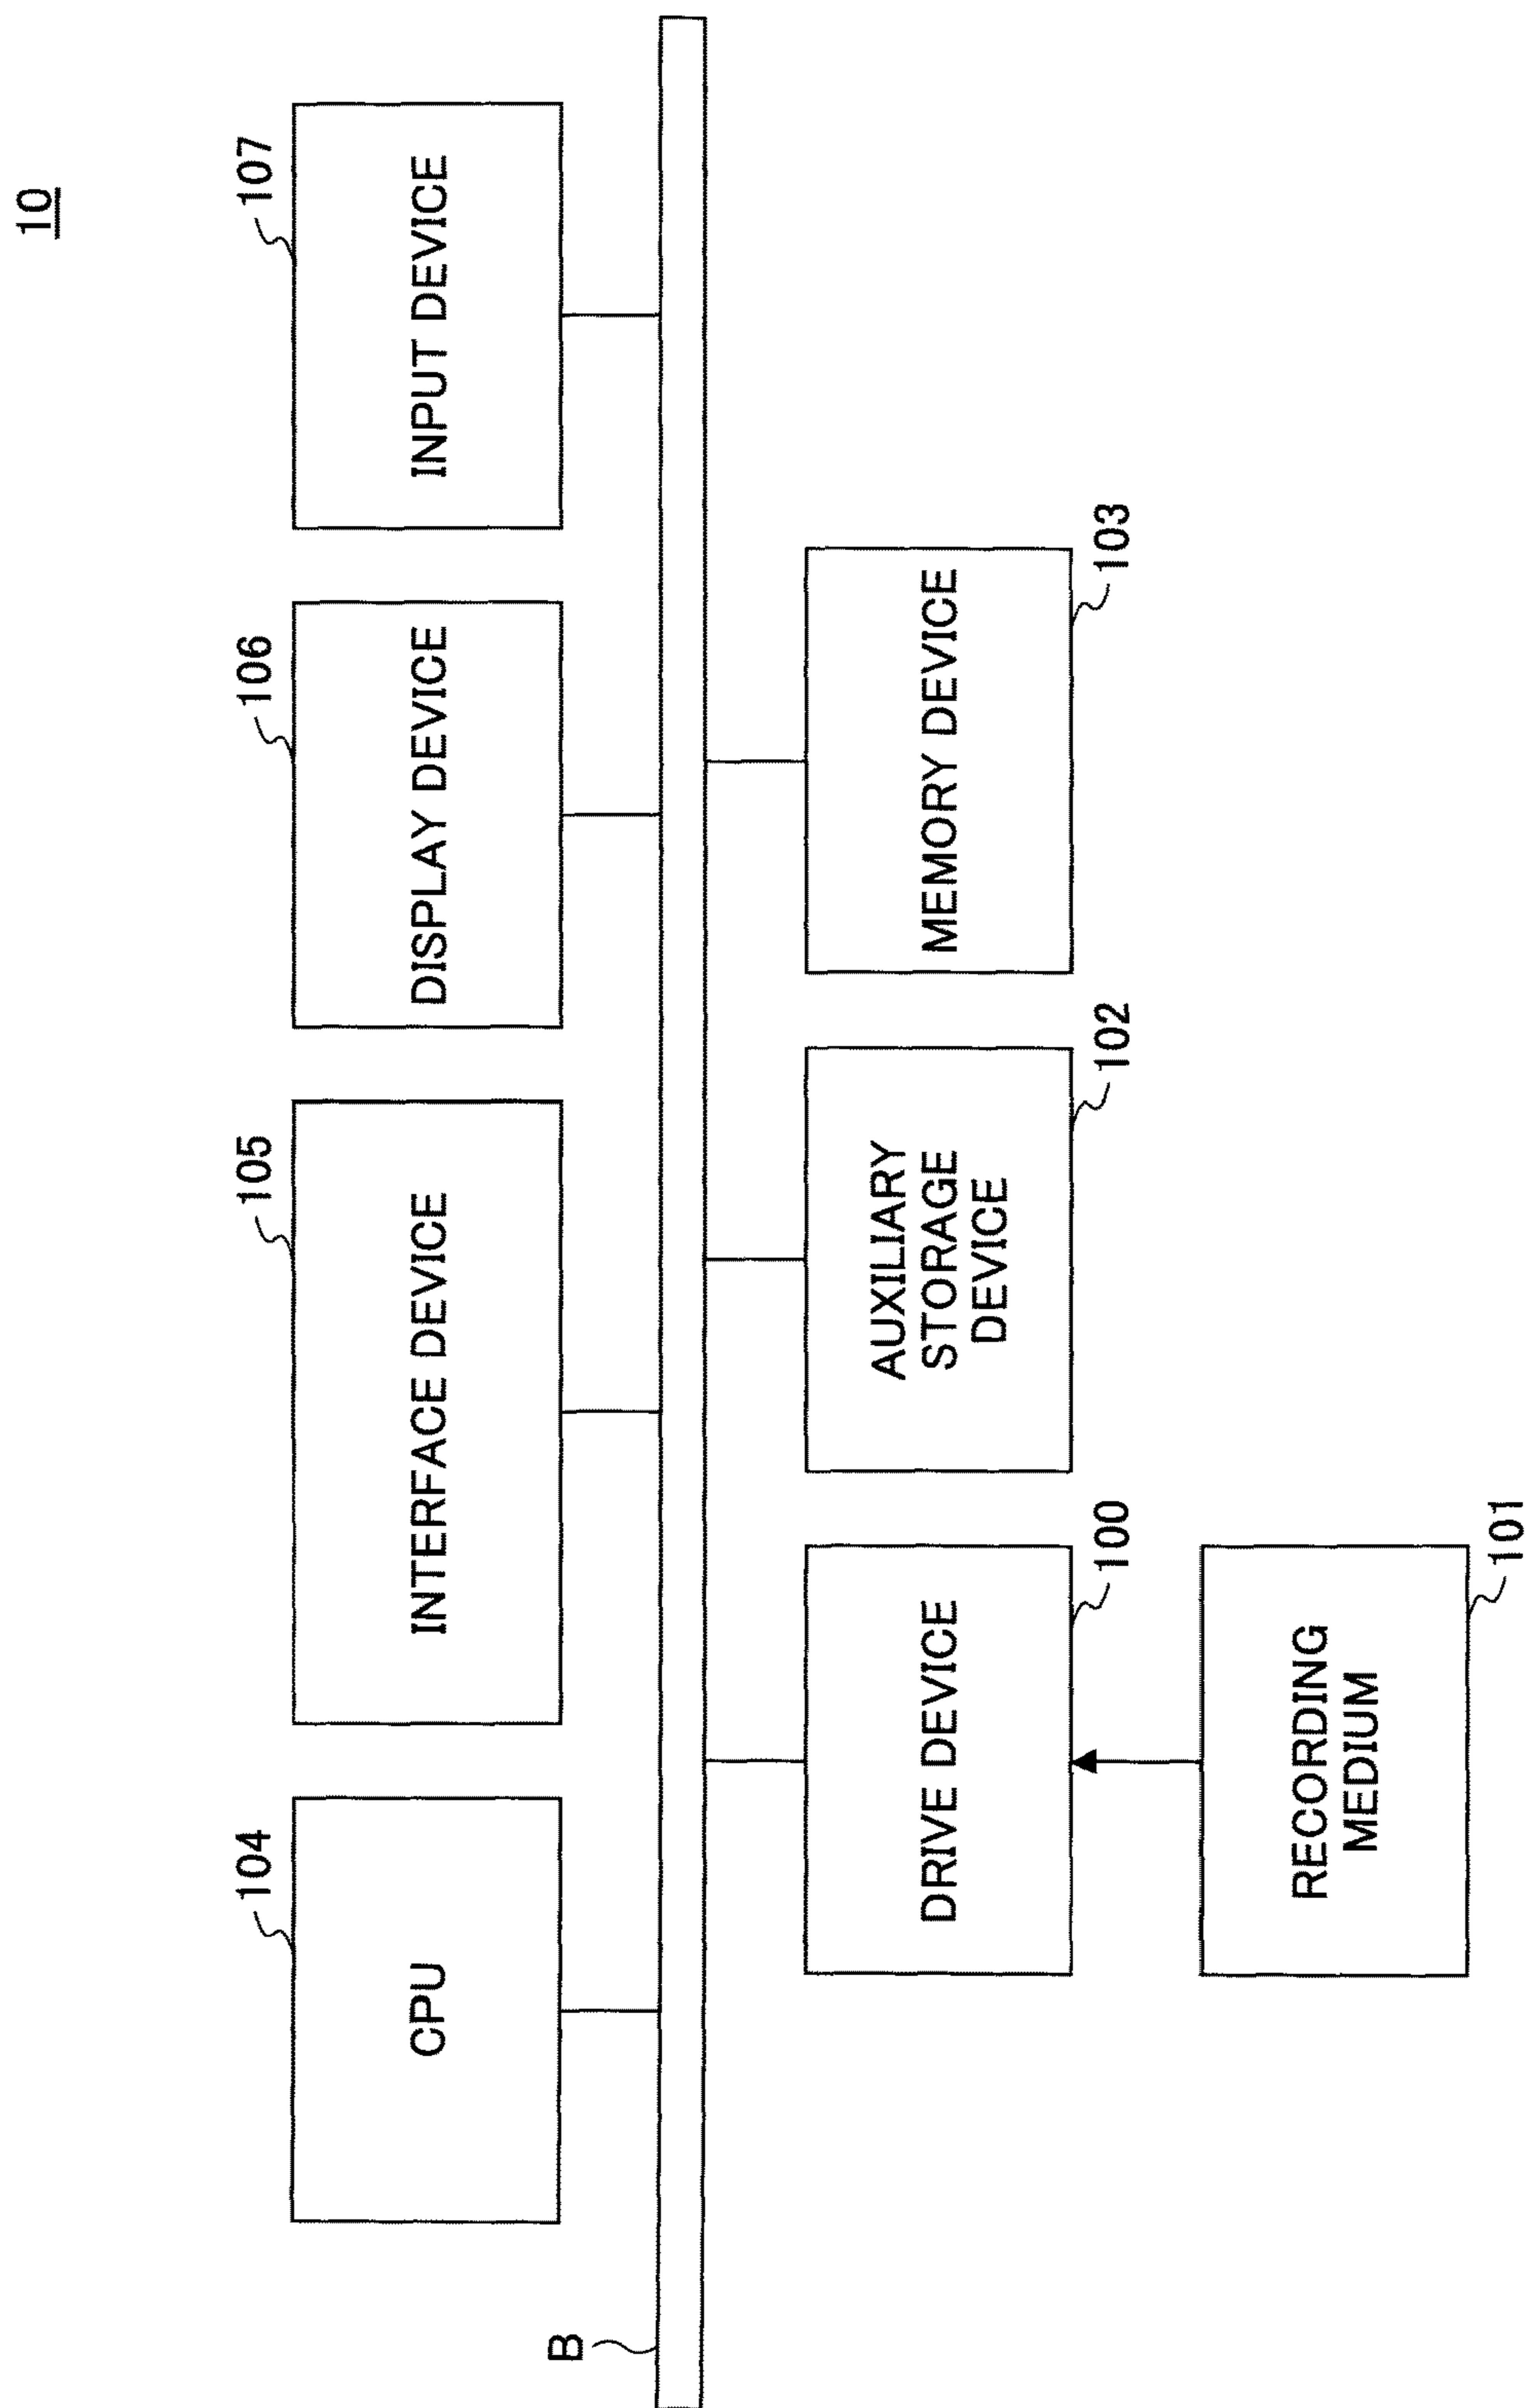 10
104
105
106
107
CPU
INTERFACE DEVICE
DISPLAY DEVICE
INPUT DEVICE
B
DRIVE DEVICE
AUXILIARY
STORAGE
DEVICE
MEMORY DEVICE
100
102
103
RECORDING
MEDIUM
101